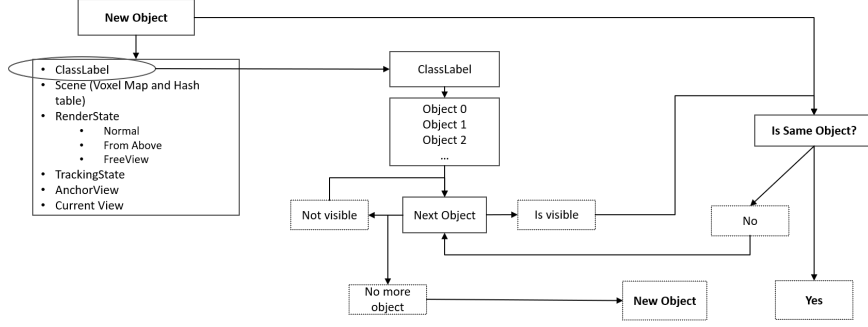 New Object
• ClassLabel
• Scene (Voxel Map and Hash
table)
• RenderState
• Normal
• From Above
• FreeView
• TrackingState
• AnchorView
• Current View
ClassLabel
Object 0
Object 1
Object 2
...
Is Same Object?
Not visible
Next Object
Is visible
No
No more
object
New Object
Yes